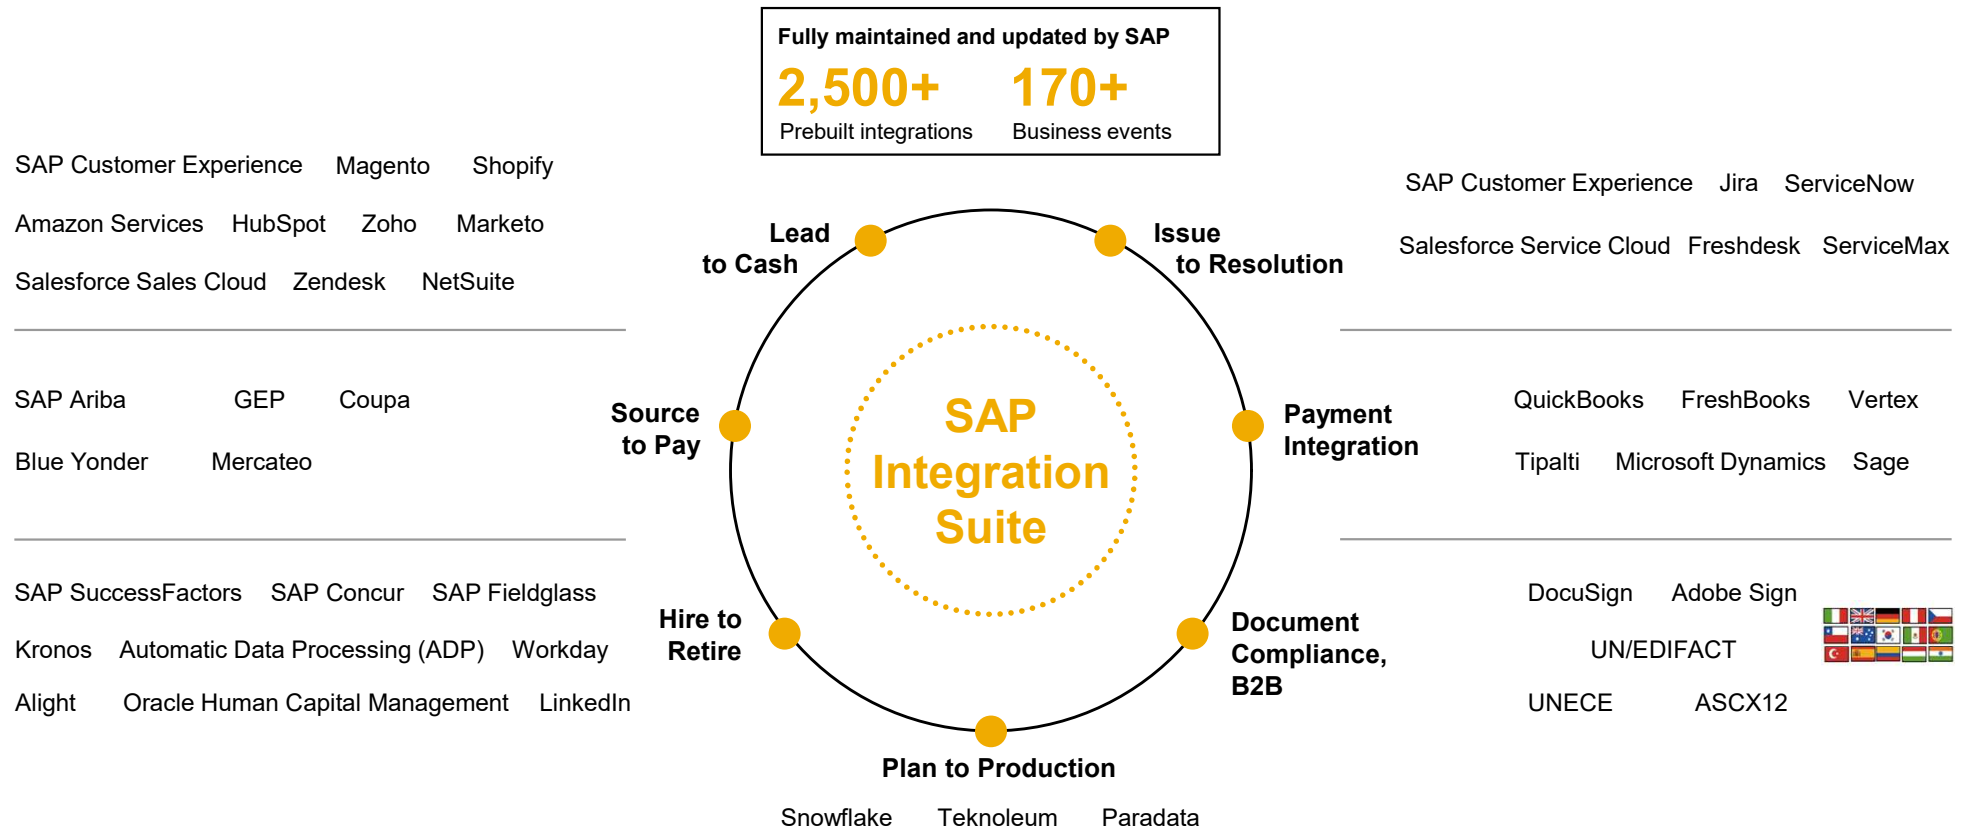 Fully maintained and updated by SAP
2,500+ 170+
Prebuilt integrations Business events
SAP Customer Experience Magento Shopify
Amazon Services HubSpot Zoho Marketo
Salesforce Sales Cloud Zendesk NetSuite
Lead
to Cash
Issue
to Resolution
SAP Customer Experience Jira ServiceNow
Salesforce Service Cloud Freshdesk ServiceMax
SAP Ariba GEP Coupa
Blue Yonder Mercateo
Source
to Pay
SAP
Integration
Suite
Payment
Integration
QuickBooks FreshBooks Vertex
Tipalti Microsoft Dynamics Sage
SAP SuccessFactors SAP Concur SAP Fieldglass
Kronos Automatic Data Processing (ADP) Workday
Alight Oracle Human Capital Management LinkedIn
Hire to
Retire
Document
Compliance,
B2B
DocuSign Adobe Sign
UN/EDIFACT
UNECE ASCX12
Plan to Production
Snowflake Teknoleum Paradata